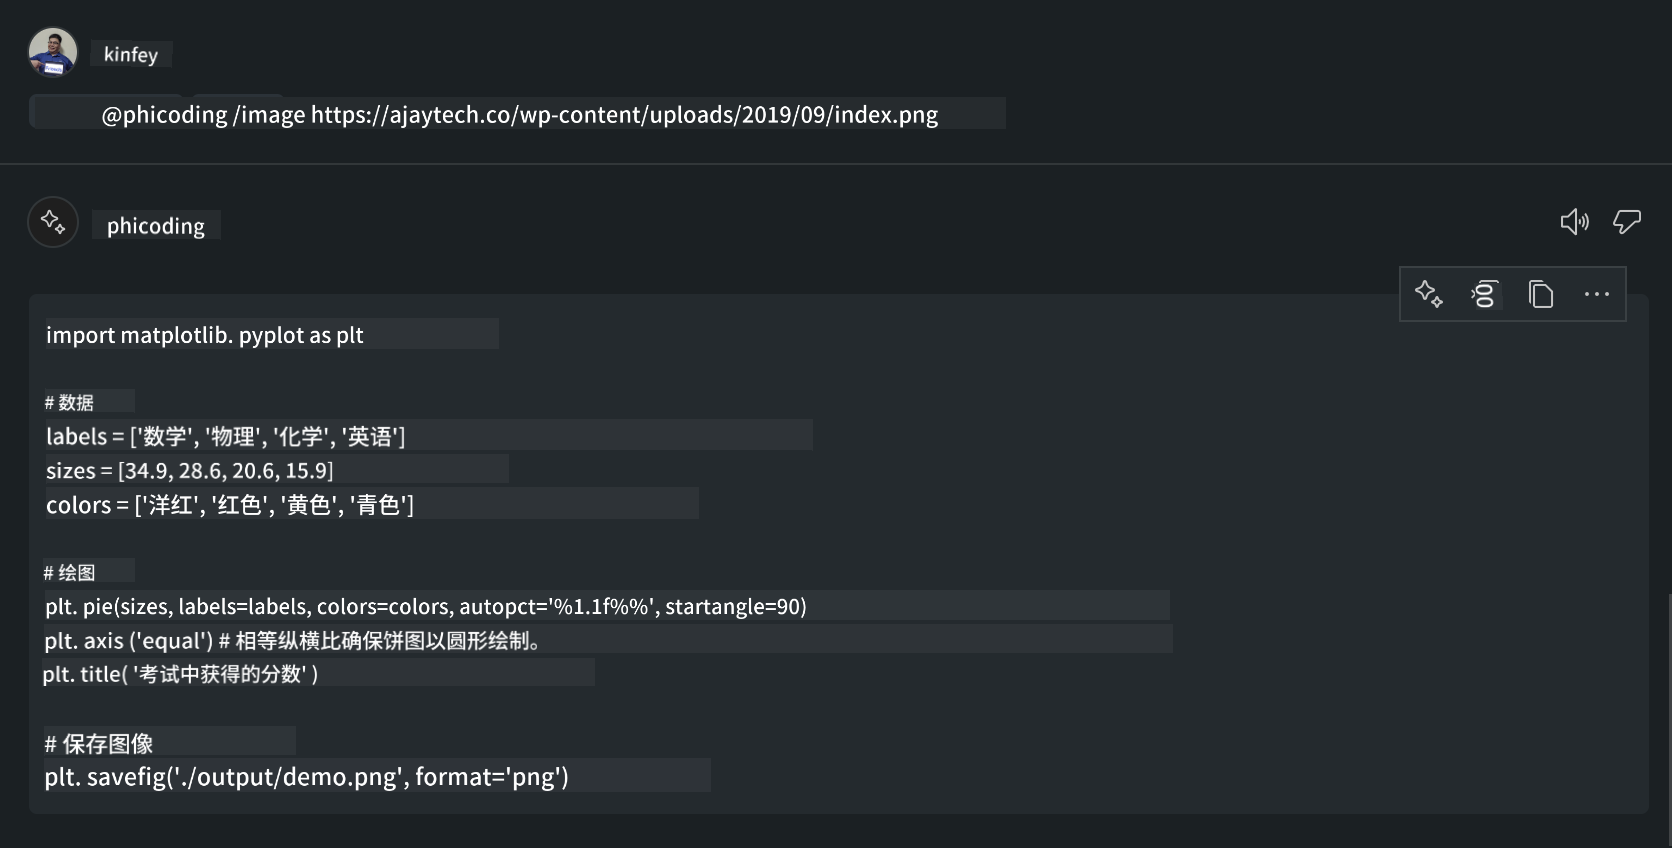 kinfey
@phicoding /image https://ajaytech.co/wp-content/uploads/2019/09/index.png
phicoding
import matplotlib. pyplot as plt
# 数据
labels = ['数学', '物理', '化学', '英语']
sizes = [34.9, 28.6, 20.6, 15.9]
colors = ['洋红', '红色', '黄色', '青色']
# 绘图
plt. pie(sizes, labels=labels, colors=colors, autopct='%1.1f%%', startangle=90)
plt. axis ('equal') # 相等纵横比确保饼图以圆形绘制。
plt. title( '考试中获得的分数' )
# 保存图像
plt. savefig('./output/demo.png', format='png')